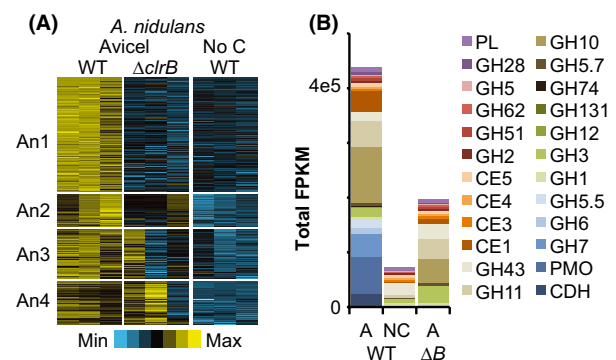 (A)
A. nidulans
Avicel No C
WT ΔclrB WT
An1
An2
An3
An4
Min Max
(B)
Total FPKM
4e5
0
A NC A
WT ΔB
PL
GH28
GH5
GH62
GH51
GH2
CE5
CE4
CE3
CE1
GH43
GH11
GH10
GH5.7
GH74
GH131
GH12
GH3
GH1
GH5.5
GH6
GH7
PMO
CDH